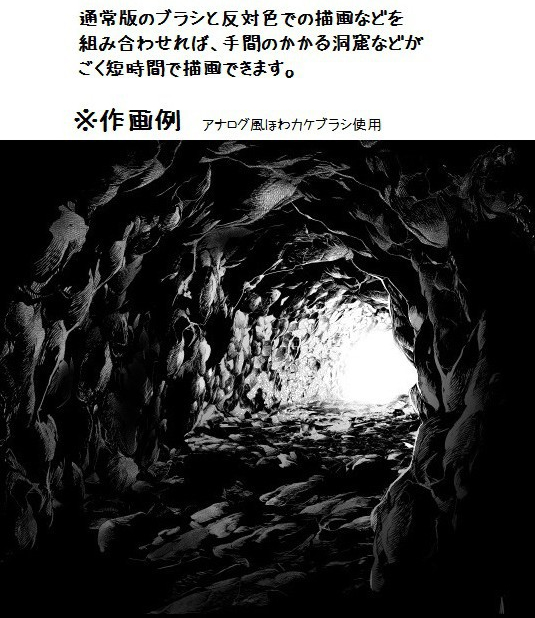 通常版のブラシと反対色での描画などを
組み合わせれば、手間のかかる洞窟などが
ごく短時間で描画できます。
※作画例 アナログ風ほわカケブラシ使用